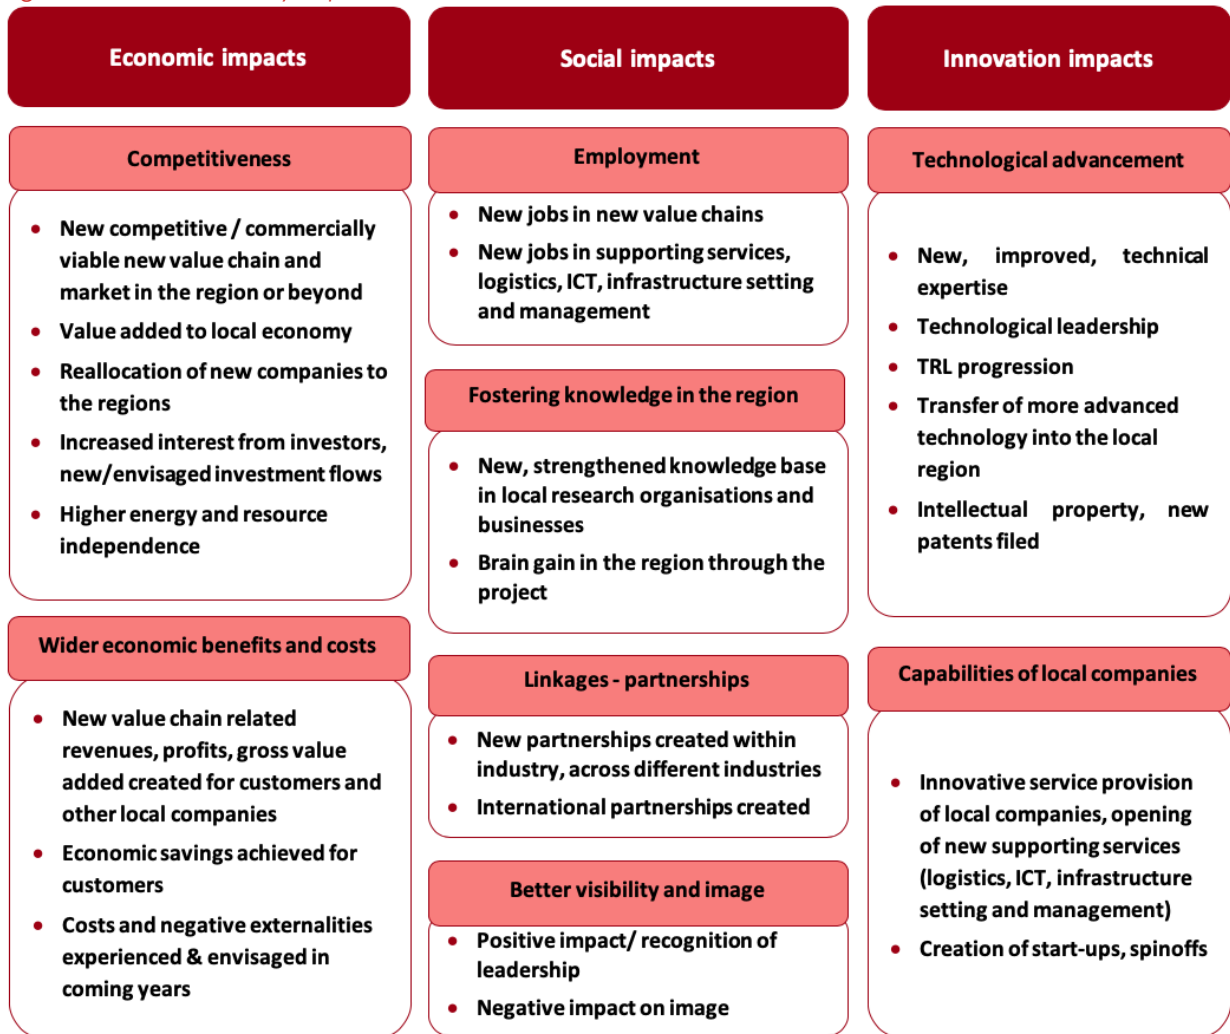 Economic impacts
Competitiveness
• New competitive / commercially
viable new value chain and
market in the region or beyond
• Value added to local economy
• Reallocation of new companies to
the regions
• Increased interest from investors,
new/envisaged investment flows
• Higher energy and resource
independence
Wider economic benefits and costs
• New value chain related
revenues, profits, gross value
added created for customers and
other local companies
• Economic savings achieved for
customers
• Costs and negative externalities
experienced & envisaged in
coming years
Social impacts
Employment
• New jobs in new value chains
• New jobs in supporting services,
logistics, ICT, infrastructure setting
and management
Fostering knowledge in the region
• New, strengthened knowledge base
in local research organisations and
businesses
• Brain gain in the region through the
project
Linkages - partnerships
• New partnerships created within
industry, across different industries
• International partnerships created
Better visibility and image
• Positive impact/ recognition of
leadership
• Negative impact on image
Innovation impacts
Technological advancement
• New, improved, technical
expertise
• Technological leadership
• TRL progression
• Transfer of more advanced
technology into the local
region
• Intellectual property, new
patents filed
Capabilities of local companies
• Innovative service provision
of local companies, opening
of new supporting services
(logistics, ICT, infrastructure
setting and management)
• Creation of start-ups, spinoffs